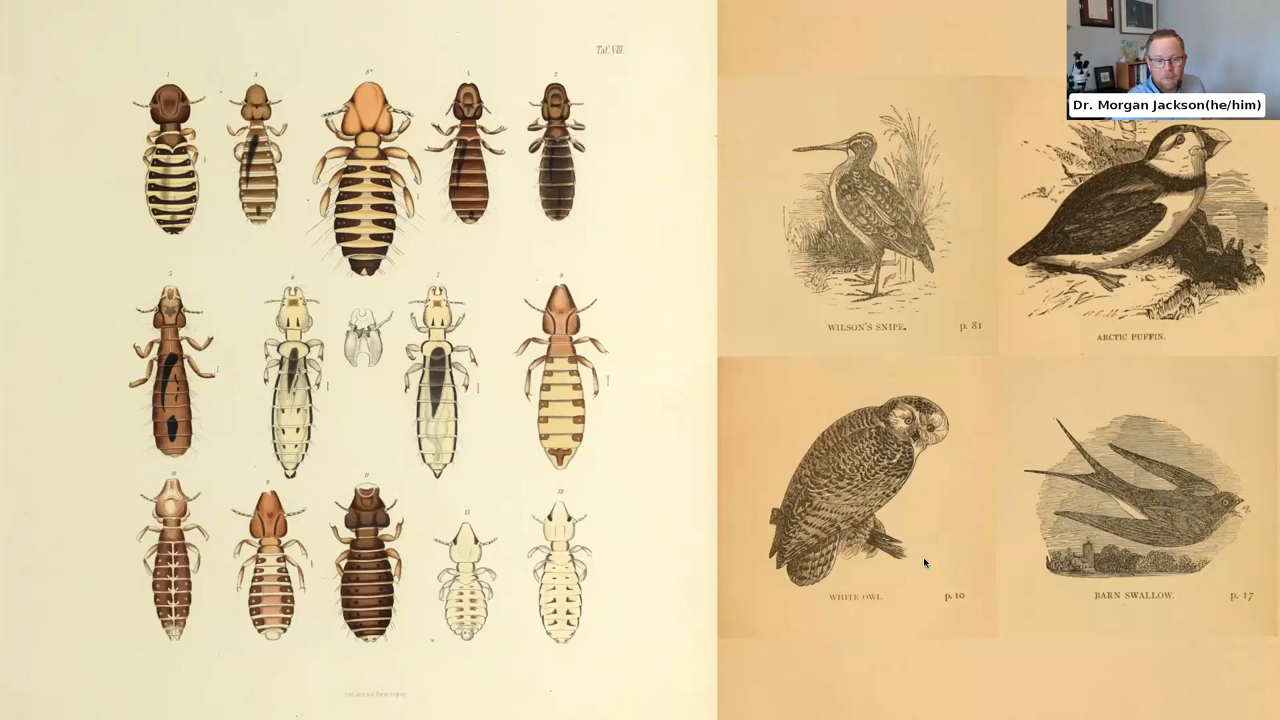 Taf. VIII.
Dr. Morgan Jackson(he/him)
WILSON'S SNIPE.
p. 81
ARCTIC PUFFIN.
WHITE OWL.
p. 10
BARN SWALLOW.
p. 17